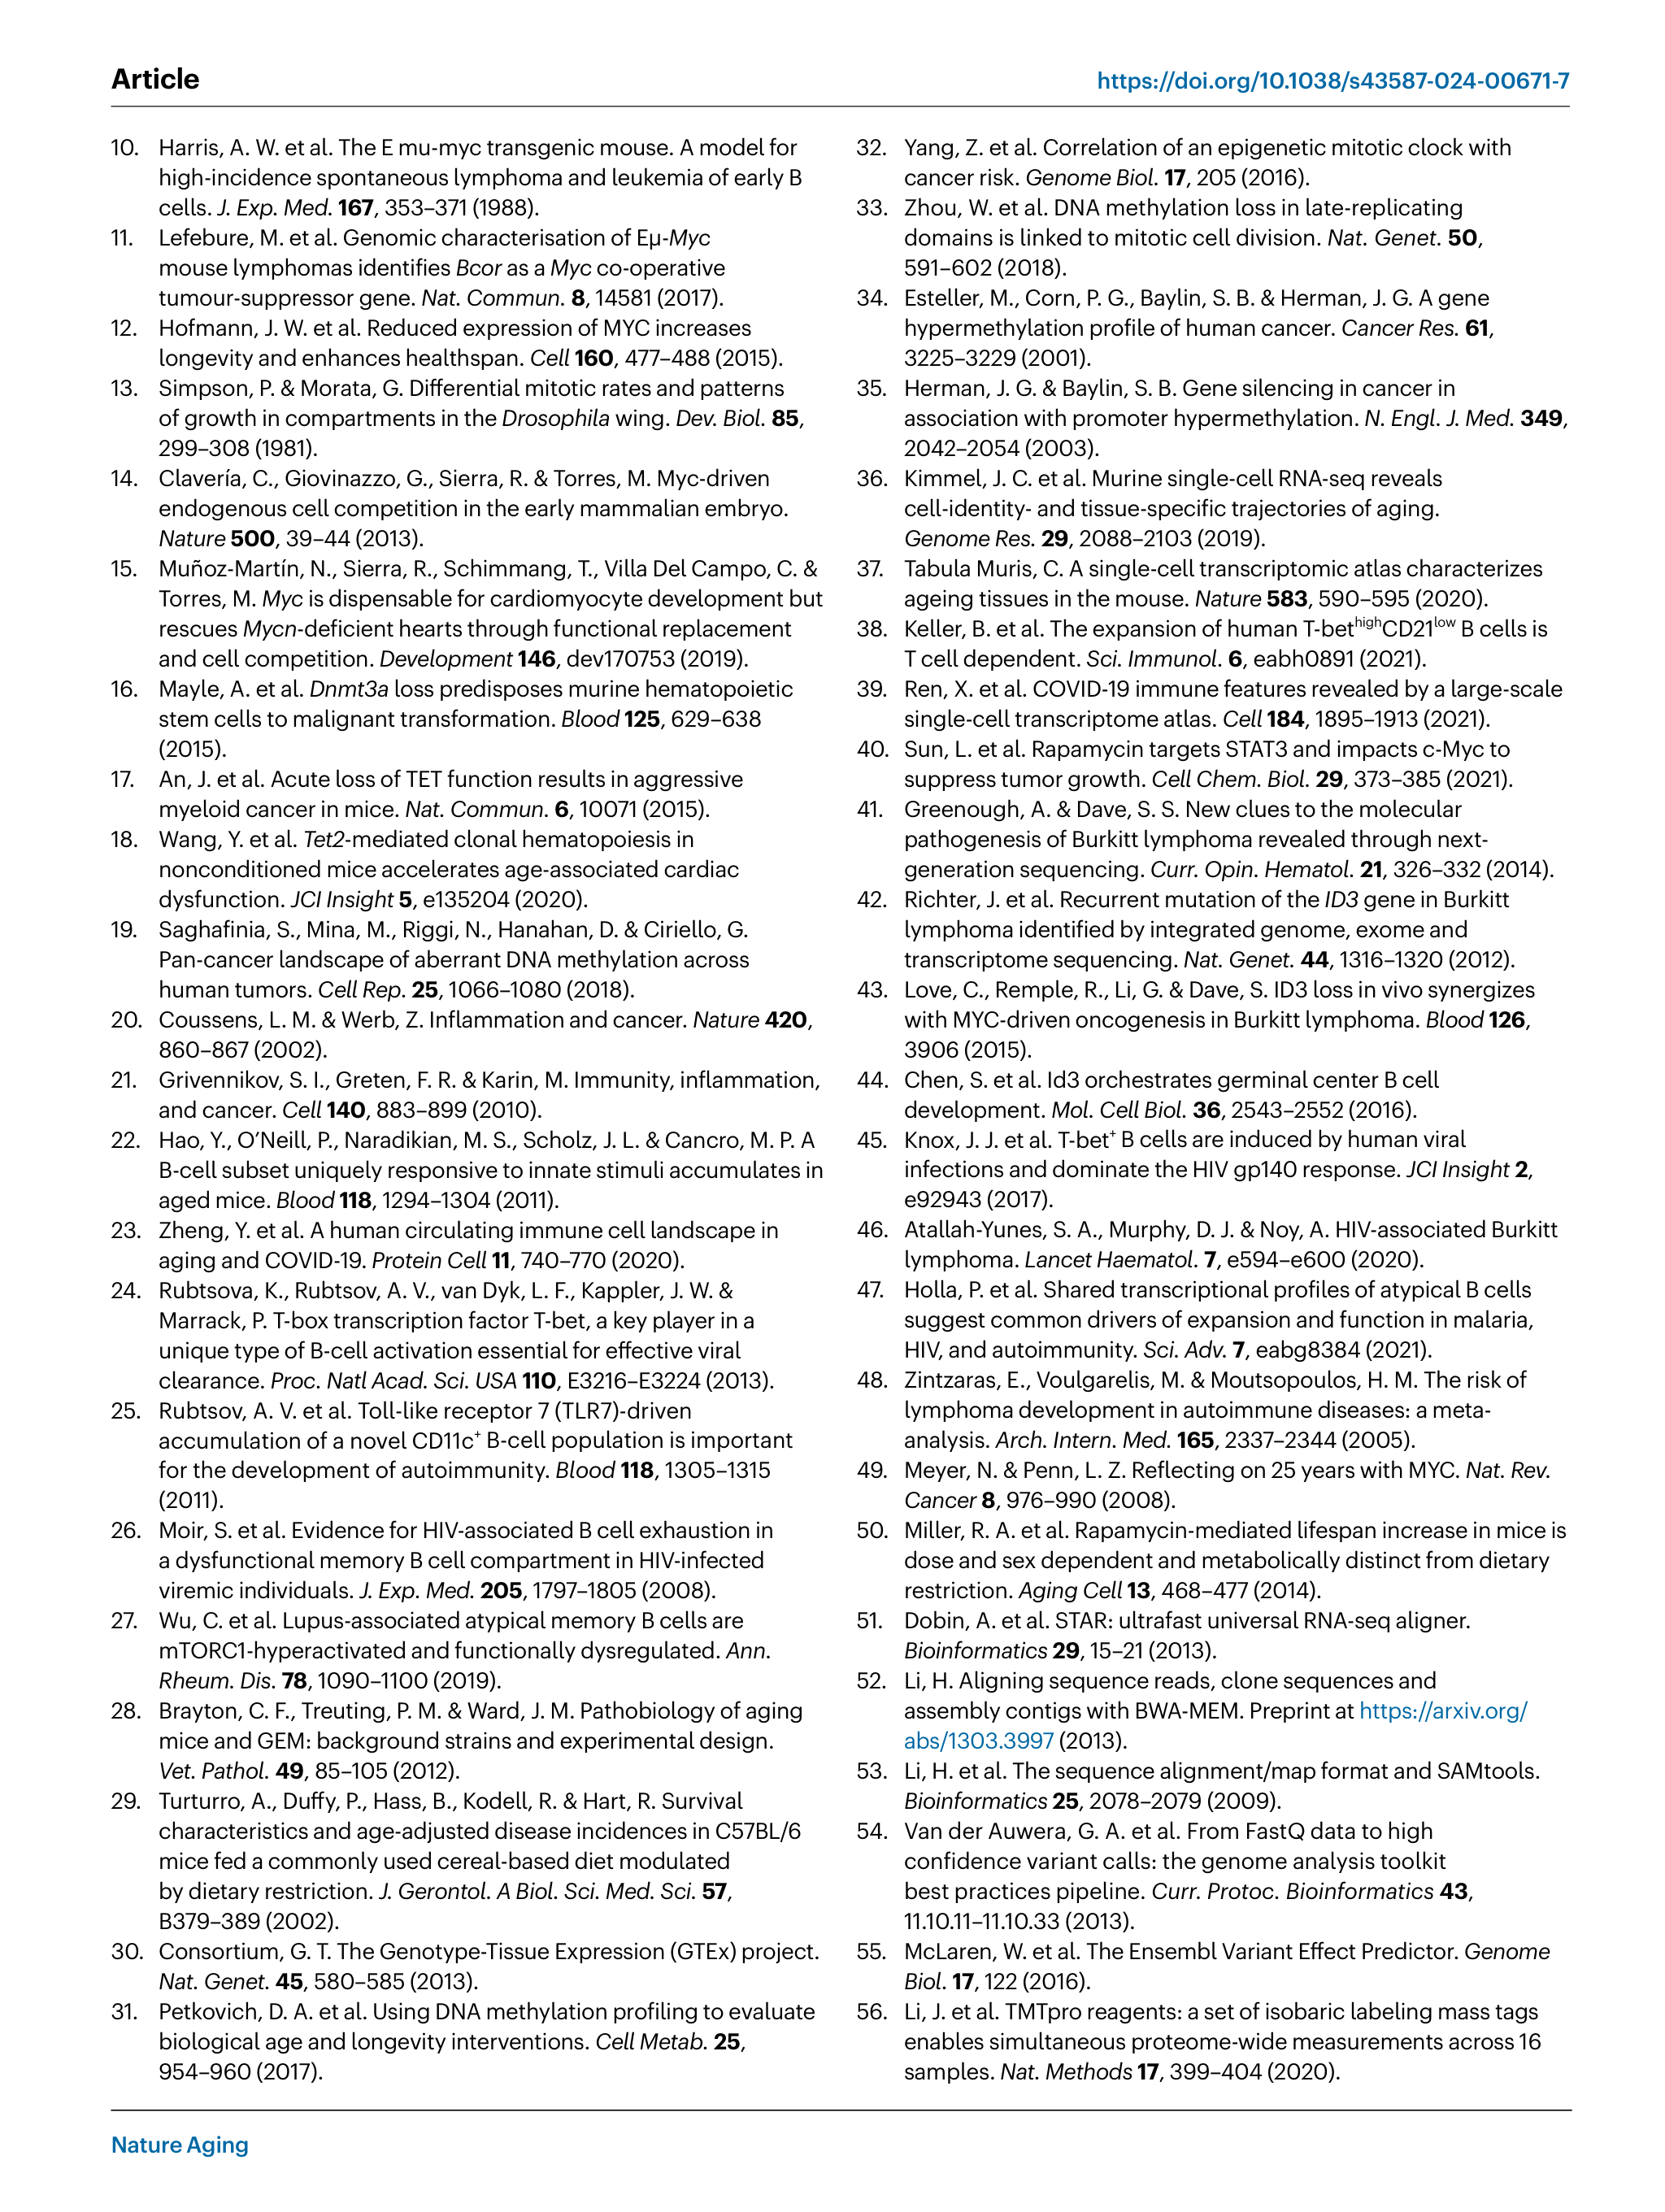 Article
https://doi.org/10.1038/s43587-024-00671-7
10. Harris, A. W. et al. The E mu-myc transgenic mouse. A model for
high-incidence spontaneous lymphoma and leukemia of early B
cells. J. Exp. Med. 167, 353–371 (1988).
11. Lefebure, M. et al. Genomic characterisation of Eμ-Myc
mouse lymphomas identifies Bcor as a Myc co-operative
tumour-suppressor gene. Nat. Commun. 8, 14581 (2017).
12. Hofmann, J. W. et al. Reduced expression of MYC increases
longevity and enhances healthspan. Cell 160, 477–488 (2015).
13. Simpson, P. & Morata, G. Differential mitotic rates and patterns
of growth in compartments in the Drosophila wing. Dev. Biol. 85,
299–308 (1981).
14. Clavería, C., Giovinazzo, G., Sierra, R. & Torres, M. Myc-driven
endogenous cell competition in the early mammalian embryo.
Nature 500, 39–44 (2013).
15. Muñoz-Martín, N., Sierra, R., Schimmang, T., Villa Del Campo, C. &
Torres, M. Myc is dispensable for cardiomyocyte development but
rescues Mycn-deficient hearts through functional replacement
and cell competition. Development 146, dev170753 (2019).
16. Mayle, A. et al. Dnmt3a loss predisposes murine hematopoietic
stem cells to malignant transformation. Blood 125, 629–638
(2015).
17. An, J. et al. Acute loss of TET function results in aggressive
myeloid cancer in mice. Nat. Commun. 6, 10071 (2015).
18. Wang, Y. et al. Tet2-mediated clonal hematopoiesis in
nonconditioned mice accelerates age-associated cardiac
dysfunction. JCI Insight 5, e135204 (2020).
19. Saghafinia, S., Mina, M., Riggi, N., Hanahan, D. & Ciriello, G.
Pan-cancer landscape of aberrant DNA methylation across
human tumors. Cell Rep. 25, 1066–1080 (2018).
20. Coussens, L. M. & Werb, Z. Inflammation and cancer. Nature 420,
860–867 (2002).
21. Grivennikov, S. I., Greten, F. R. & Karin, M. Immunity, inflammation,
and cancer. Cell 140, 883–899 (2010).
22. Hao, Y., O’Neill, P., Naradikian, M. S., Scholz, J. L. & Cancro, M. P. A
B-cell subset uniquely responsive to innate stimuli accumulates in
aged mice. Blood 118, 1294–1304 (2011).
23. Zheng, Y. et al. A human circulating immune cell landscape in
aging and COVID-19. Protein Cell 11, 740–770 (2020).
24. Rubtsova, K., Rubtsov, A. V., van Dyk, L. F., Kappler, J. W. &
Marrack, P. T-box transcription factor T-bet, a key player in a
unique type of B-cell activation essential for effective viral
clearance. Proc. Natl Acad. Sci. USA 110, E3216–E3224 (2013).
25. Rubtsov, A. V. et al. Toll-like receptor 7 (TLR7)-driven
accumulation of a novel CD11c+ B-cell population is important
for the development of autoimmunity. Blood 118, 1305–1315
(2011).
26. Moir, S. et al. Evidence for HIV-associated B cell exhaustion in
a dysfunctional memory B cell compartment in HIV-infected
viremic individuals. J. Exp. Med. 205, 1797–1805 (2008).
27. Wu, C. et al. Lupus-associated atypical memory B cells are
mTORC1-hyperactivated and functionally dysregulated. Ann.
Rheum. Dis. 78, 1090–1100 (2019).
28. Brayton, C. F., Treuting, P. M. & Ward, J. M. Pathobiology of aging
mice and GEM: background strains and experimental design.
Vet. Pathol. 49, 85–105 (2012).
29. Turturro, A., Duffy, P., Hass, B., Kodell, R. & Hart, R. Survival
characteristics and age-adjusted disease incidences in C57BL/6
mice fed a commonly used cereal-based diet modulated
by dietary restriction. J. Gerontol. A Biol. Sci. Med. Sci. 57,
B379–389 (2002).
30. Consortium, G. T. The Genotype-Tissue Expression (GTEx) project.
Nat. Genet. 45, 580–585 (2013).
31. Petkovich, D. A. et al. Using DNA methylation profiling to evaluate
biological age and longevity interventions. Cell Metab. 25,
954–960 (2017).
32. Yang, Z. et al. Correlation of an epigenetic mitotic clock with
cancer risk. Genome Biol. 17, 205 (2016).
33. Zhou, W. et al. DNA methylation loss in late-replicating
domains is linked to mitotic cell division. Nat. Genet. 50,
591–602 (2018).
34. Esteller, M., Corn, P. G., Baylin, S. B. & Herman, J. G. A gene
hypermethylation profile of human cancer. Cancer Res. 61,
3225–3229 (2001).
35. Herman, J. G. & Baylin, S. B. Gene silencing in cancer in
association with promoter hypermethylation. N. Engl. J. Med. 349,
2042–2054 (2003).
36. Kimmel, J. C. et al. Murine single-cell RNA-seq reveals
cell-identity- and tissue-specific trajectories of aging.
Genome Res. 29, 2088–2103 (2019).
37. Tabula Muris, C. A single-cell transcriptomic atlas characterizes
ageing tissues in the mouse. Nature 583, 590–595 (2020).
38. Keller, B. et al. The expansion of human T-bethighCD21low B cells is
T cell dependent. Sci. Immunol. 6, eabh0891 (2021).
39. Ren, X. et al. COVID-19 immune features revealed by a large-scale
single-cell transcriptome atlas. Cell 184, 1895–1913 (2021).
40. Sun, L. et al. Rapamycin targets STAT3 and impacts c-Myc to
suppress tumor growth. Cell Chem. Biol. 29, 373–385 (2021).
41. Greenough, A. & Dave, S. S. New clues to the molecular
pathogenesis of Burkitt lymphoma revealed through next-
generation sequencing. Curr. Opin. Hematol. 21, 326–332 (2014).
42. Richter, J. et al. Recurrent mutation of the ID3 gene in Burkitt
lymphoma identified by integrated genome, exome and
transcriptome sequencing. Nat. Genet. 44, 1316–1320 (2012).
43. Love, C., Remple, R., Li, G. & Dave, S. ID3 loss in vivo synergizes
with MYC-driven oncogenesis in Burkitt lymphoma. Blood 126,
3906 (2015).
44. Chen, S. et al. Id3 orchestrates germinal center B cell
development. Mol. Cell Biol. 36, 2543–2552 (2016).
45. Knox, J. J. et al. T-bet+ B cells are induced by human viral
infections and dominate the HIV gp140 response. JCI Insight 2,
e92943 (2017).
46. Atallah-Yunes, S. A., Murphy, D. J. & Noy, A. HIV-associated Burkitt
lymphoma. Lancet Haematol. 7, e594–e600 (2020).
47. Holla, P. et al. Shared transcriptional profiles of atypical B cells
suggest common drivers of expansion and function in malaria,
HIV, and autoimmunity. Sci. Adv. 7, eabg8384 (2021).
48. Zintzaras, E., Voulgarelis, M. & Moutsopoulos, H. M. The risk of
lymphoma development in autoimmune diseases: a meta-
analysis. Arch. Intern. Med. 165, 2337–2344 (2005).
49. Meyer, N. & Penn, L. Z. Reflecting on 25 years with MYC. Nat. Rev.
Cancer 8, 976–990 (2008).
50. Miller, R. A. et al. Rapamycin-mediated lifespan increase in mice is
dose and sex dependent and metabolically distinct from dietary
restriction. Aging Cell 13, 468–477 (2014).
51. Dobin, A. et al. STAR: ultrafast universal RNA-seq aligner.
Bioinformatics 29, 15–21 (2013).
52. Li, H. Aligning sequence reads, clone sequences and
assembly contigs with BWA-MEM. Preprint at https://arxiv.org/
abs/1303.3997 (2013).
53. Li, H. et al. The sequence alignment/map format and SAMtools.
Bioinformatics 25, 2078–2079 (2009).
54. Van der Auwera, G. A. et al. From FastQ data to high
confidence variant calls: the genome analysis toolkit
best practices pipeline. Curr. Protoc. Bioinformatics 43,
11.10.11–11.10.33 (2013).
55. McLaren, W. et al. The Ensembl Variant Effect Predictor. Genome
Biol. 17, 122 (2016).
56. Li, J. et al. TMTpro reagents: a set of isobaric labeling mass tags
enables simultaneous proteome-wide measurements across 16
samples. Nat. Methods 17, 399–404 (2020).
Nature Aging